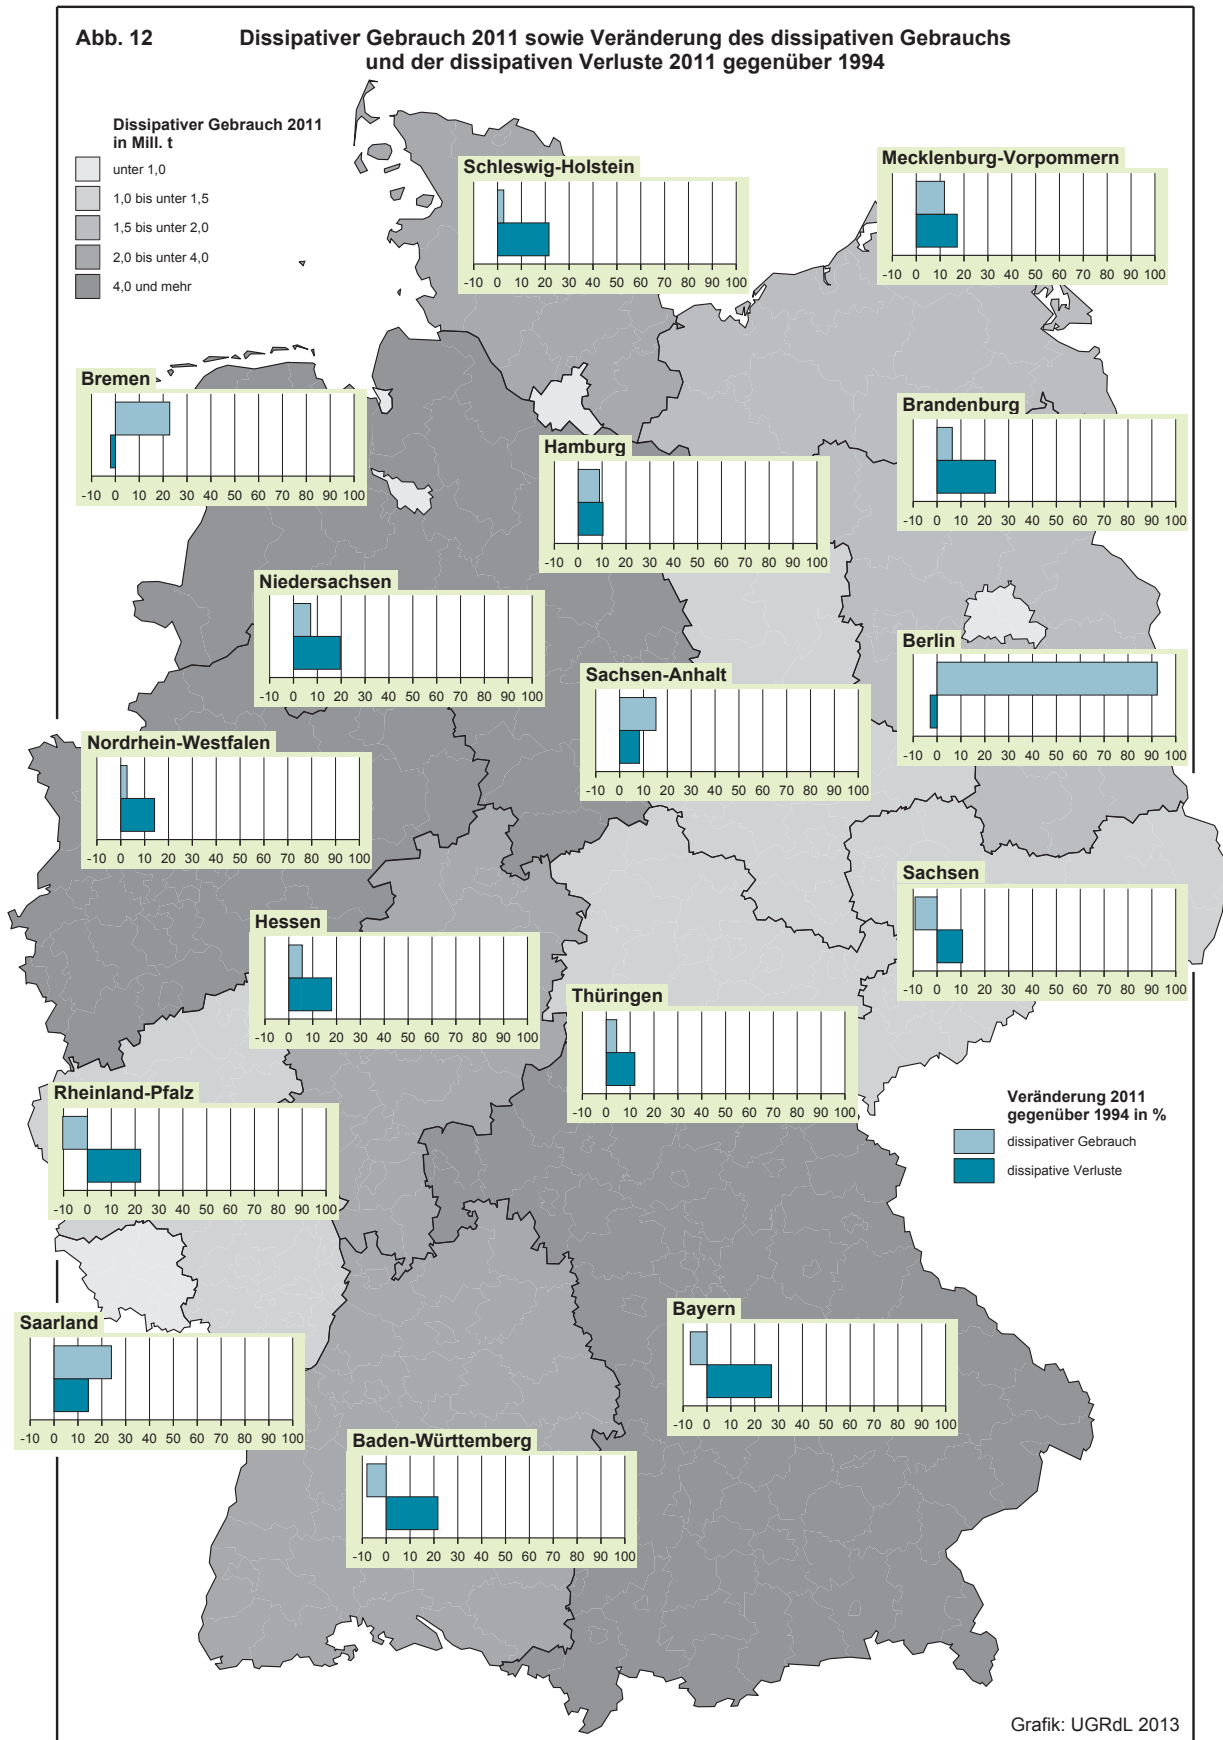 Abb. 12
Dissipativer Gebrauch 2011 sowie Veränderung des dissipativen Gebrauchs
und der dissipativen Verluste 2011 gegenüber 1994
Dissipativer Gebrauch 2011
in Mill. t
unter 1,0
1,0 bis unter 1,5
1,5 bis unter 2,0
2,0 bis unter 4,0
4,0 und mehr
Schleswig-Holstein
-10 0 10 20 30 40 50 60 70 80 90 100
Mecklenburg-Vorpommern
-10 0 10 20 30 40 50 60 70 80 90 100
Bremen
-10 0 10 20 30 40 50 60 70 80 90 100
Brandenburg
-10 0 10 20 30 40 50 60 70 80 90 100
Hamburg
-10 0 10 20 30 40 50 60 70 80 90 100
Niedersachsen
-10 0 10 20 30 40 50 60 70 80 90 100
Berlin
-10 0 10 20 30 40 50 60 70 80 90 100
Sachsen-Anhalt
-10 0 10 20 30 40 50 60 70 80 90 100
Nordrhein-Westfalen
-10 0 10 20 30 40 50 60 70 80 90 100
Sachsen
-10 0 10 20 30 40 50 60 70 80 90 100
Hessen
-10 0 10 20 30 40 50 60 70 80 90 100
Thüringen
-10 0 10 20 30 40 50 60 70 80 90 100
Rheinland-Pfalz
-10 0 10 20 30 40 50 60 70 80 90 100
Veränderung 2011
gegenüber 1994 in %
dissipativer Gebrauch
dissipative Verluste
Saarland
-10 0 10 20 30 40 50 60 70 80 90 100
Bayern
-10 0 10 20 30 40 50 60 70 80 90 100
Baden-Württemberg
-10 0 10 20 30 40 50 60 70 80 90 100
Grafik: UGRdL 2013